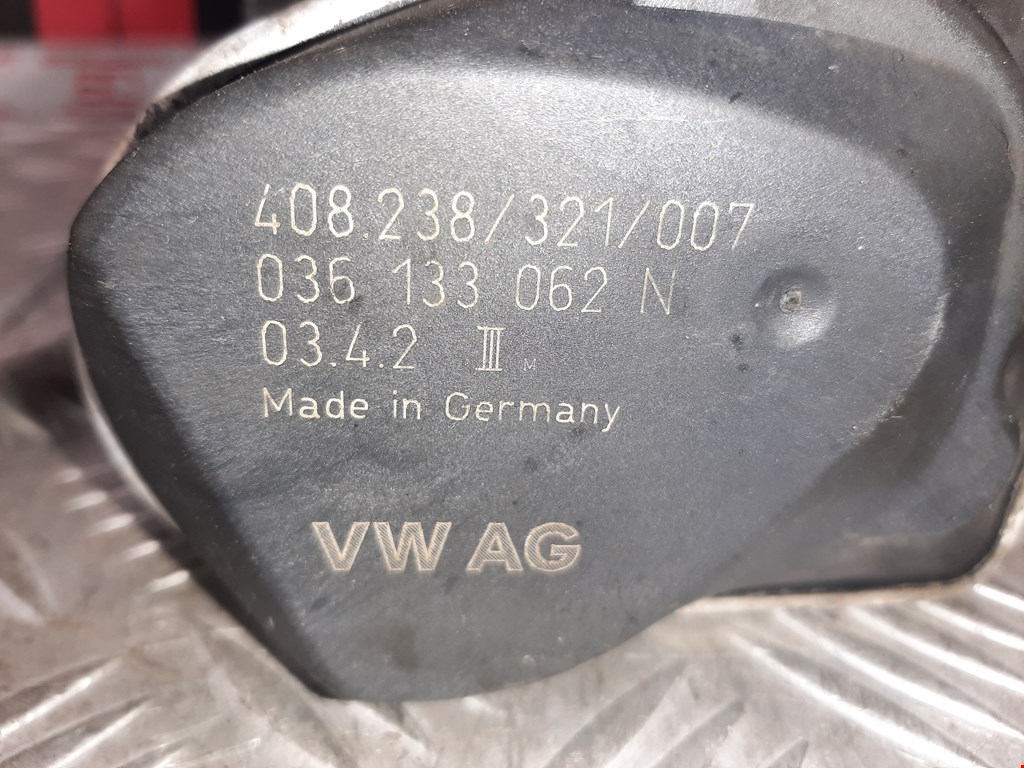 408.238/321/007
036 133 062 N
03.4.2 III M
Made in Germany
VW AG